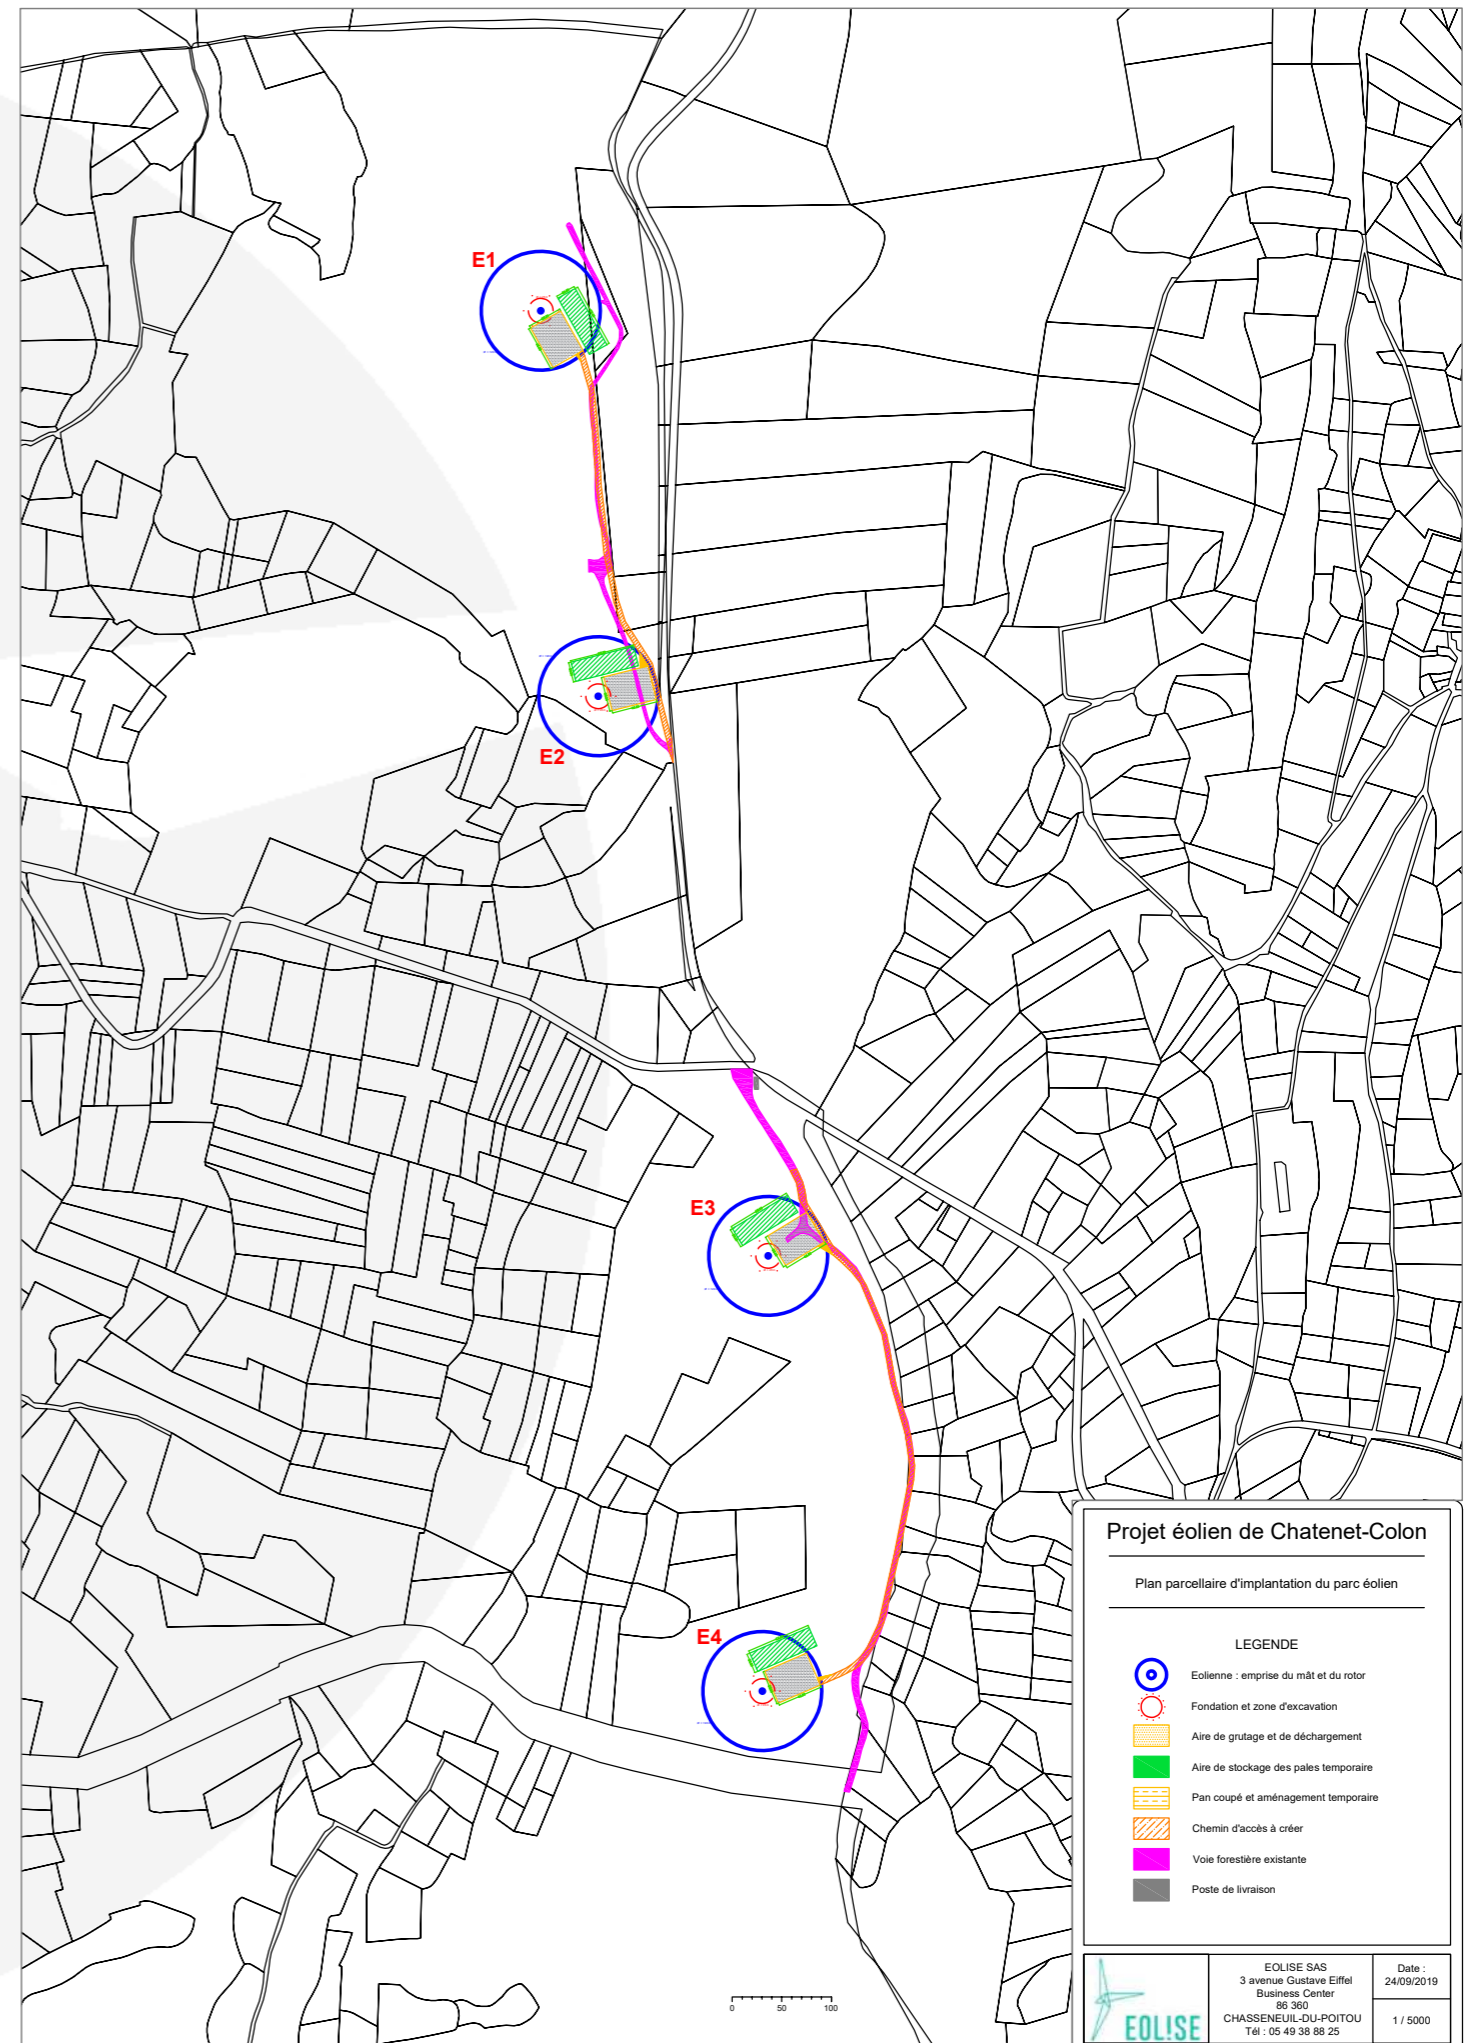 E1
E2
E3
E4
Projet éolien de Chatenet-Colon
Plan parcellaire d'implantation du parc éolien
LEGENDE
Eolienne : emprise du mât et du rotor
Fondation et zone d'excavation
Aire de grutage et de déchargement
Aire de stockage des pales temporaire
Pan coupé et aménagement temporaire
Chemin d'accès à créer
Voie forestière existante
Poste de livraison
0 50 100
EOL!SE
EOLISE SAS
3 avenue Gustave Eiffel
Business Center
86 360
CHASSENEUIL-DU-POITOU
Tél : 05 49 38 88 25
Date :
24/09/2019
1 / 5000